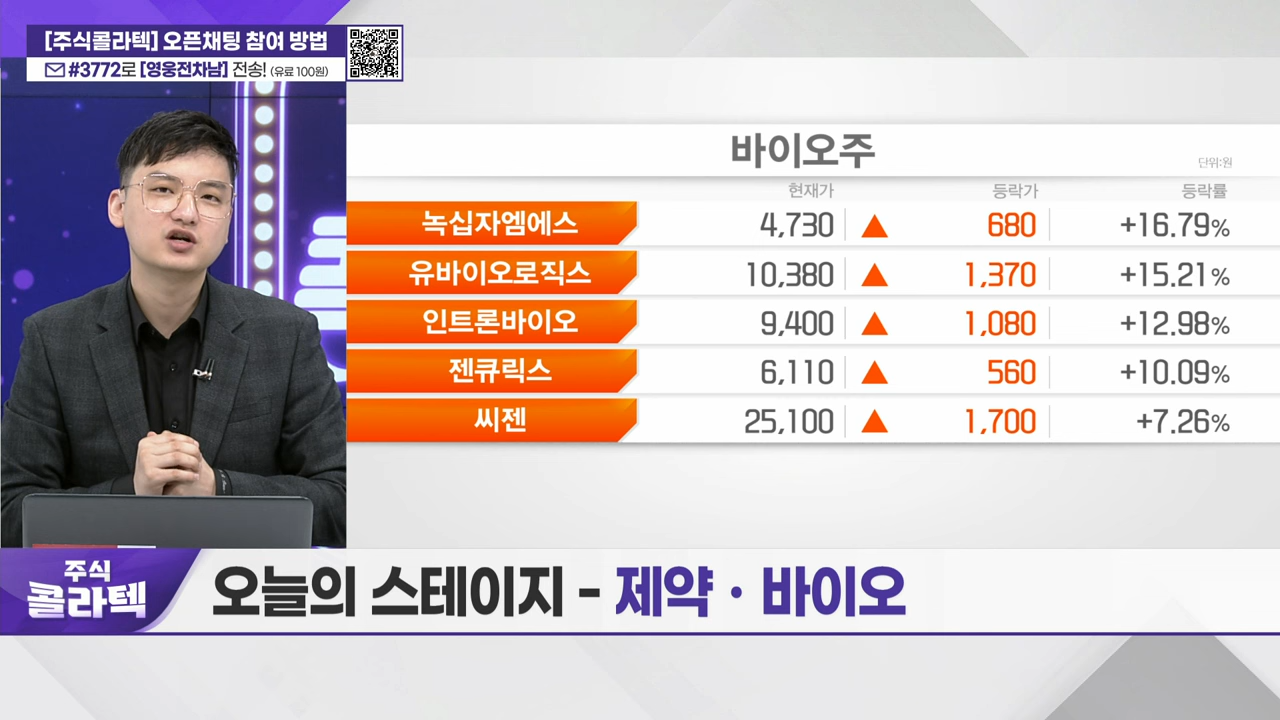 [주식콜라텍] 오픈채팅 참여 방법
#3772로 [영웅전차남] 전송! (유료 100원)
바이오주
단위:원
현재가 등락가 등락률
녹십자엠에스 4,730 ▲ 680 +16.79%
유바이오로직스 10,380 ▲ 1,370 +15.21%
인트론바이오 9,400 ▲ 1,080 +12.98%
젠큐릭스 6,110 ▲ 560 +10.09%
씨젠 25,100 ▲ 1,700 +7.26%
주식
콜라텍
오늘의 스테이지 - 제약 · 바이오